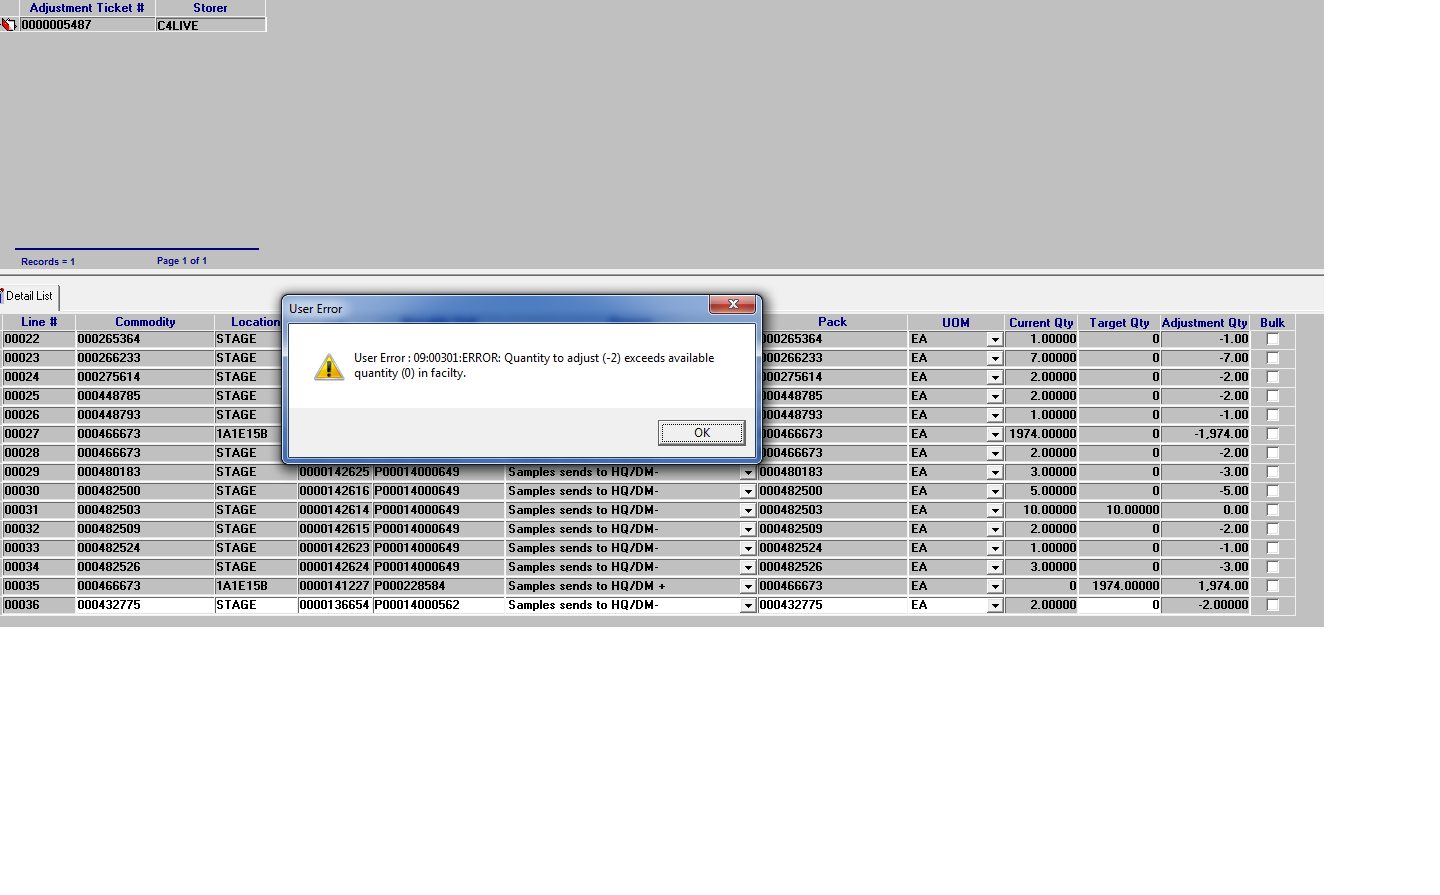 Adjustment Ticket # Storer
0000005487 C4LIVE
Records = 1 Page 1 of 1
Detail List
Line # Commodity Location Pack UOM Current Qty Target Qty Adjustment Qty Bulk
User Error
User Error : 09:00301:ERROR: Quantity to adjust (-2) exceeds available
quantity (0) in facilty.
OK
00022 000265364 STAGE 000265364 EA 1.00000 0 -1.00
00023 000266233 STAGE 000266233 EA 7.00000 0 -7.00
00024 000275614 STAGE 000275614 EA 2.00000 0 -2.00
00025 000448785 STAGE 000448785 EA 2.00000 0 -2.00
00026 000448793 STAGE 000448793 EA 1.00000 0 -1.00
00027 000466673 1A1E15B 000466673 EA 1974.00000 0 -1,974.00
00028 000466673 STAGE 000466673 EA 2.00000 0 -2.00
00029 000480183 STAGE 0000142625 P00014000649 Samples sends to HQ/DM- 000480183 EA 3.00000 0 -3.00
00030 000482500 STAGE 0000142616 P00014000649 Samples sends to HQ/DM- 000482500 EA 5.00000 0 -5.00
00031 000482503 STAGE 0000142614 P00014000649 Samples sends to HQ/DM- 000482503 EA 10.00000 10.00000 0.00
00032 000482509 STAGE 0000142615 P00014000649 Samples sends to HQ/DM- 000482509 EA 2.00000 0 -2.00
00033 000482524 STAGE 0000142623 P00014000649 Samples sends to HQ/DM- 000482524 EA 1.00000 0 -1.00
00034 000482526 STAGE 0000142624 P00014000649 Samples sends to HQ/DM- 000482526 EA 3.00000 0 -3.00
00035 000466673 1A1E15B 0000141227 P000228584 Samples sends to HQ/DM + 000466673 EA 0 1974.00000 1,974.00
00036 000432775 STAGE 0000136654 P00014000562 Samples sends to HQ/DM- 000432775 EA 2.00000 0 -2.00000